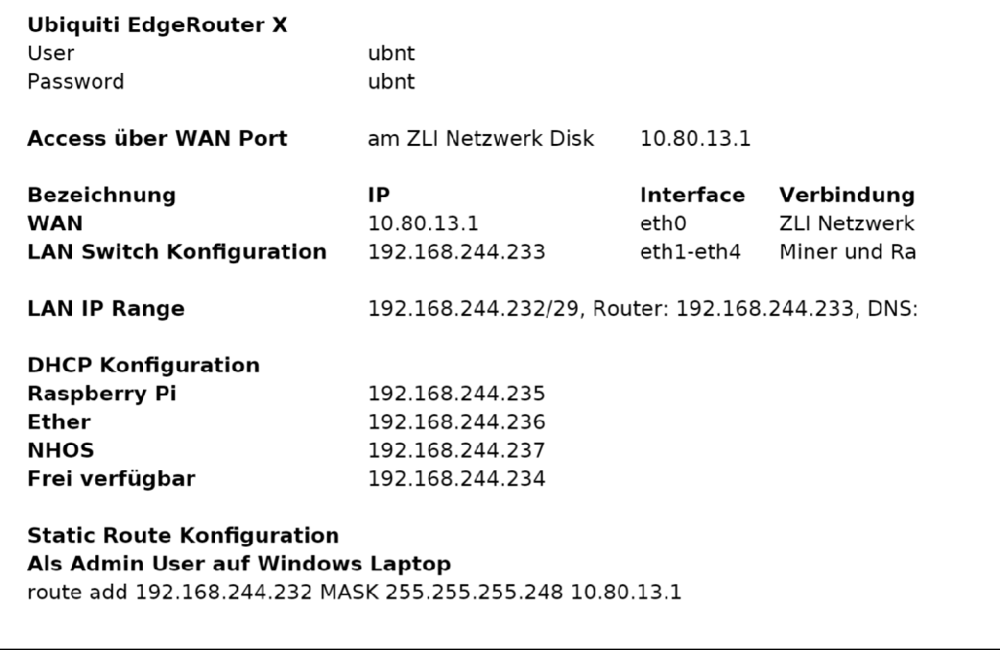 Ubiquiti EdgeRouter X
User ubnt
Password ubnt
Access über WAN Port am ZLI Netzwerk Disk 10.80.13.1
Bezeichnung IP Interface Verbindung
WAN 10.80.13.1 eth0 ZLI Netzwerk
LAN Switch Konfiguration 192.168.244.233 eth1-eth4 Miner und Ra
LAN IP Range 192.168.244.232/29, Router: 192.168.244.233, DNS:
DHCP Konfiguration
Raspberry Pi 192.168.244.235
Ether 192.168.244.236
NHOS 192.168.244.237
Frei verfügbar 192.168.244.234
Static Route Konfiguration
Als Admin User auf Windows Laptop
route add 192.168.244.232 MASK 255.255.255.248 10.80.13.1